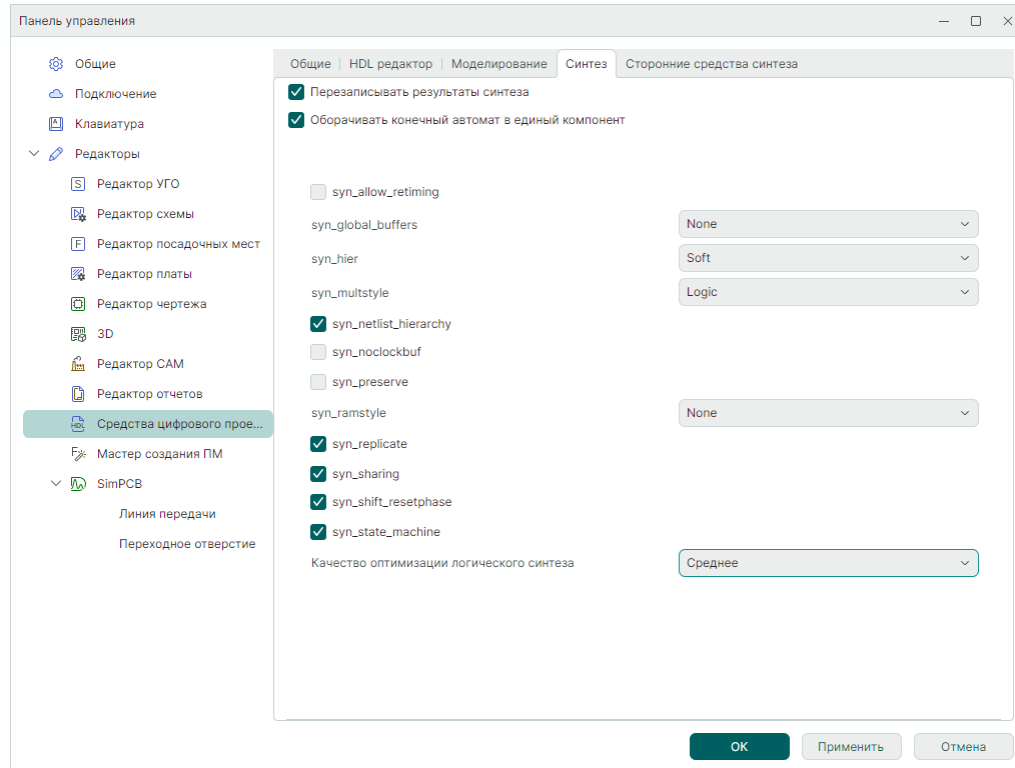 Панель управления
Общие
Подключение
Клавиатура
Редакторы
Редактор УГО
Редактор схемы
Редактор посадочных мест
Редактор платы
Редактор чертежа
3D
Редактор CAM
Редактор отчетов
Средства цифрового прое...
Мастер создания ПМ
SimPCB
Линия передачи
Переходное отверстие
Общие HDL редактор Моделирование Синтез Сторонние средства синтеза
Перезаписывать результаты синтеза
Оборачивать конечный автомат в единый компонент
syn_allow_retiming
syn_global_buffers None
syn_hier Soft
syn_multstyle Logic
syn_netlist_hierarchy
syn_noclockbuf
syn_preserve
syn_ramstyle None
syn_replicate
syn_sharing
syn_shift_resetphase
syn_state_machine
Качество оптимизации логического синтеза Среднее
ОК Применить Отмена